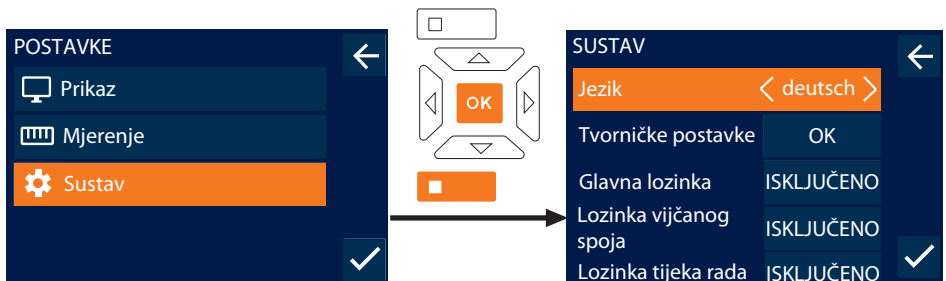 POSTAVKE
Prikaz
Mjerenje
Sustav
OK
SUSTAV
Jezik deutsch
Tvorničke postavke OK
Glavna lozinka ISKLJUČENO
Lozinka vijčanog
spoja ISKLJUČENO
Lozinka tijeka rada ISKLJUČENO